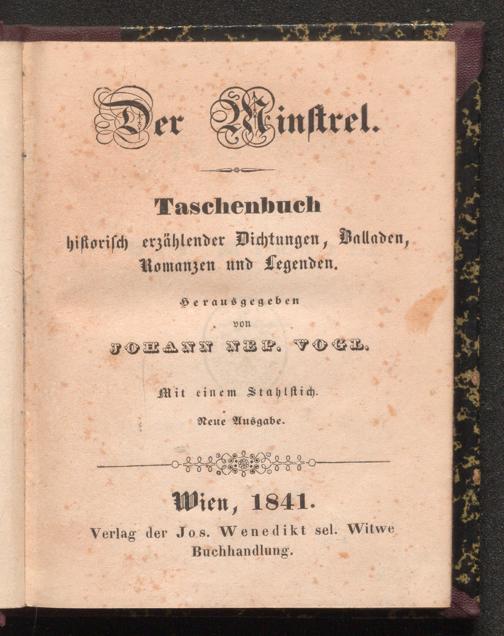 Der Minstrel.
Taschenbuch
historisch erzählender Dichtungen, Balladen,
Romanzen und Legenden.
Herausgegeben
von
JOHANN NEP. VOGL.
Mit einem Stahlstich.
Neue Ausgabe.
Wien, 1841.
Verlag der Jos. Wenedikt sel. Witwe
Buchhandlung.